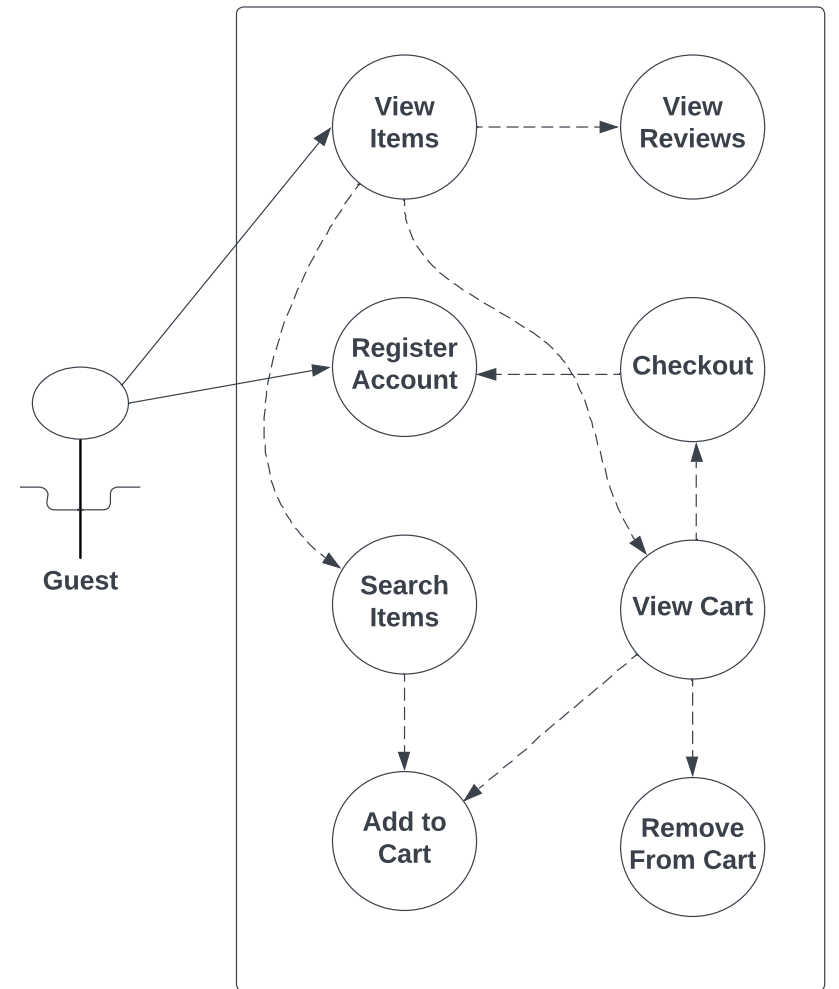 View
Items
View
Reviews
Register
Account
Checkout
Guest
Search
Items
View Cart
Add to
Cart
Remove
From Cart